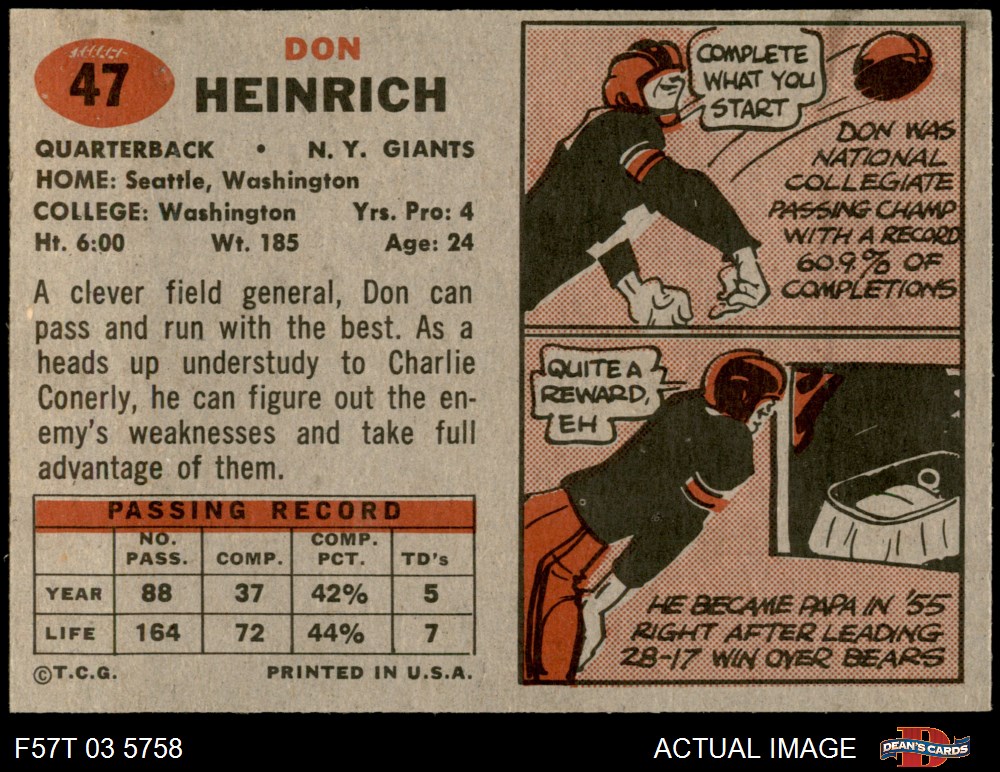 47
DON
HEINRICH
QUARTERBACK • N. Y. GIANTS
HOME: Seattle, Washington
COLLEGE: Washington Yrs. Pro: 4
Ht. 6:00 Wt. 185 Age: 24
A clever field general, Don can
pass and run with the best. As a
heads up understudy to Charlie
Conerly, he can figure out the en-
emy's weaknesses and take full
advantage of them.
PASSING RECORD
NO. PASS. COMP. COMP. PCT. TD's
YEAR 88 37 42% 5
LIFE 164 72 44% 7
©T.C.G. PRINTED IN U.S.A.
COMPLETE
WHAT YOU
START
DON WAS
NATIONAL
COLLEGIATE
PASSING CHAMP
WITH A RECORD
60.9% OF
COMPLETIONS
QUITE A
REWARD,
EH
HE BECAME PAPA IN '55
RIGHT AFTER LEADING
28-17 WIN OVER BEARS
F57T 03 5758 ACTUAL IMAGE
D
DEAN'S CARDS